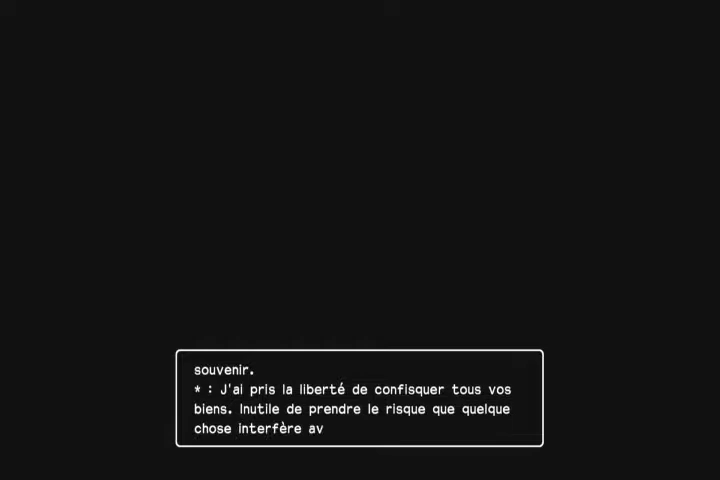 souvenir.
* : J'ai pris la liberté de confisquer tous vos
biens. Inutile de prendre le risque que quelque
chose interfère av